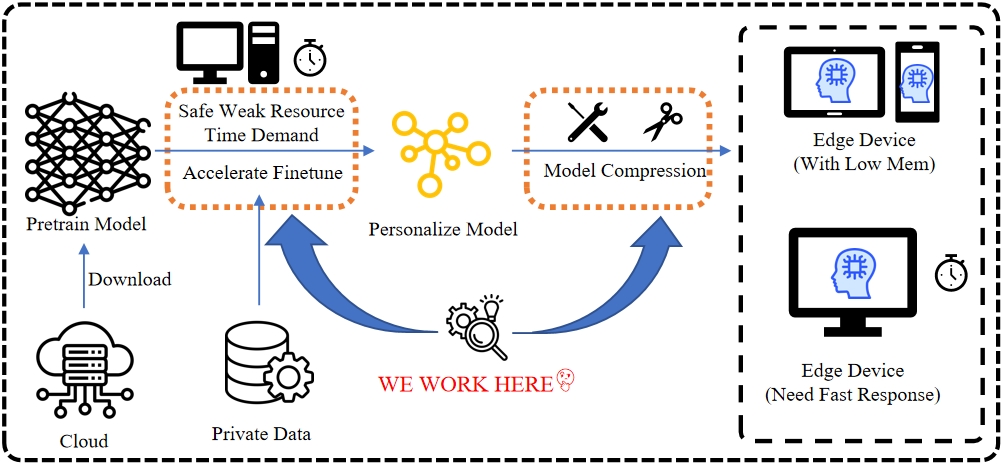 Safe Weak Resource
Time Demand
Accelerate Finetune
Pretrain Model
Download
Cloud
Private Data
Personalize Model
Model Compression
WE WORK HERE
Edge Device
(With Low Mem)
Edge Device
(Need Fast Response)